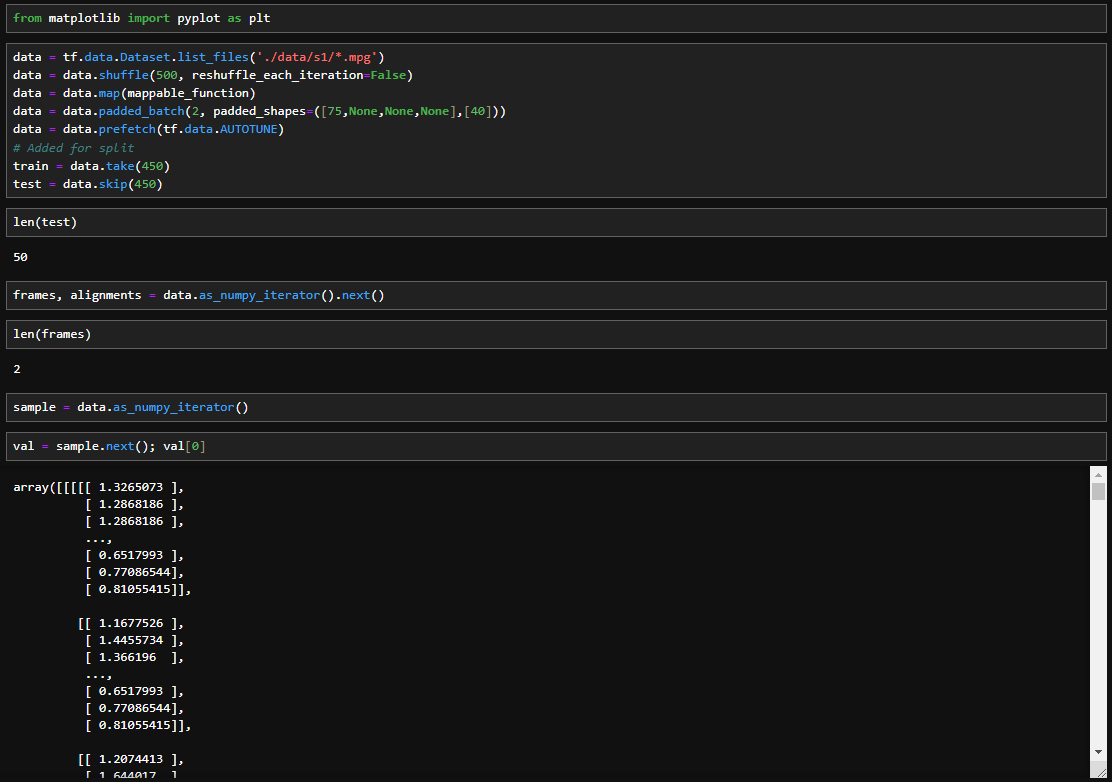 from matplotlib import pyplot as plt
data = tf.data.Dataset.list_files('./data/s1/*.mpg')
data = data.shuffle(500, reshuffle_each_iteration=False)
data = data.map(mappable_function)
data = data.padded_batch(2, padded_shapes=([75,None,None,None],[40]))
data = data.prefetch(tf.data.AUTOTUNE)
# Added for split
train = data.take(450)
test = data.skip(450)
len(test)
50
frames, alignments = data.as_numpy_iterator().next()
len(frames)
2
sample = data.as_numpy_iterator()
val = sample.next(); val[0]
array([[[[[ 1.3265073 ],
[ 1.2868186 ],
[ 1.2868186 ],
...,
[ 0.6517993 ],
[ 0.77086544],
[ 0.81055415]],
[[ 1.1677526 ],
[ 1.4455734 ],
[ 1.366196  ],
...,
[ 0.6517993 ],
[ 0.77086544],
[ 0.81055415]],
[[ 1.2074413 ],
[ 1.644017  ],